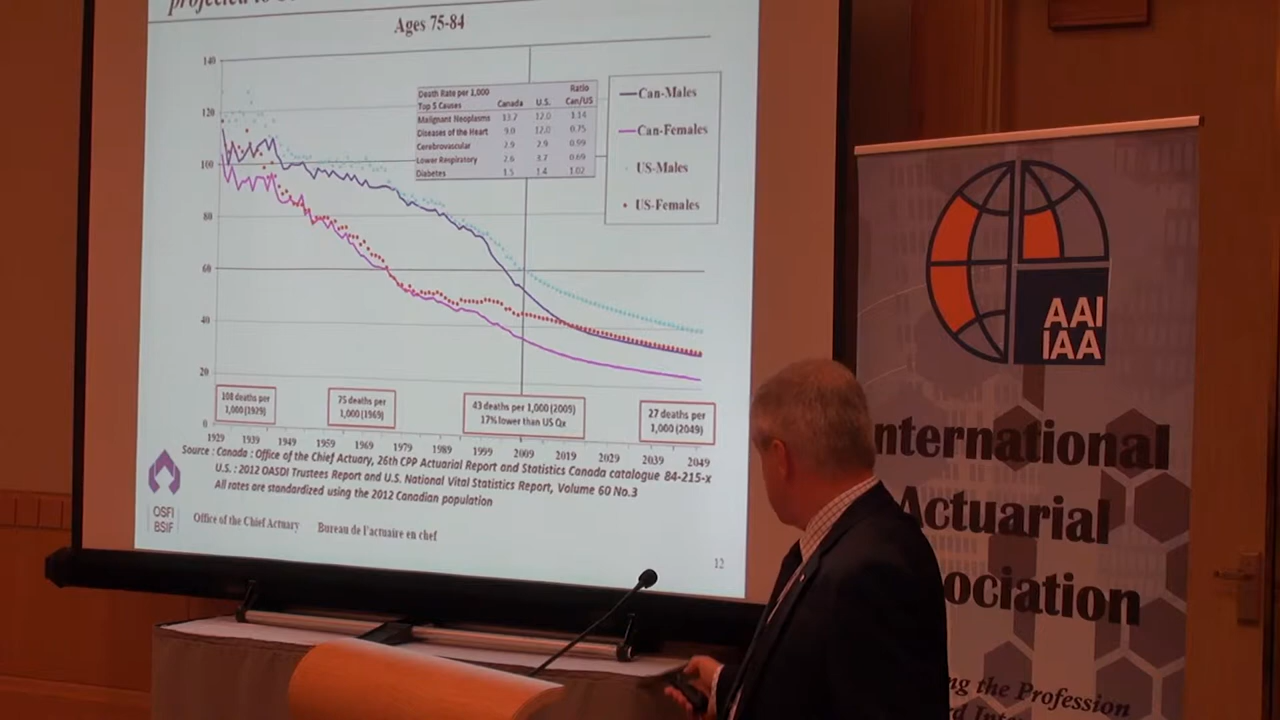 projected to
Ages 75-84
140
120
100
80
60
40
20
0
Death Rate per 1,000
Top 5 Causes Canada U.S. Ratio Can/US
Malignant Neoplasms 13.7 12.0 1.14
Diseases of the Heart 9.0 12.0 0.75
Cerebrovascular 2.9 2.9 0.99
Lower Respiratory 2.6 3.7 0.69
Diabetes 1.5 1.4 1.02
Can-Males
Can-Females
US-Males
US-Females
108 deaths per
1,000 (1929)
75 deaths per
1,000 (1969)
43 deaths per 1,000 (2009)
17% lower than US Qx
27 deaths per
1,000 (2049)
1929 1939 1949 1959 1969 1979 1989 1999 2009 2019 2029 2039 2049
Source : Canada : Office of the Chief Actuary, 26th CPP Actuarial Report and Statistics Canada catalogue 84-215-x
U.S. : 2012 OASDI Trustees Report and U.S. National Vital Statistics Report, Volume 60 No.3
All rates are standardized using the 2012 Canadian population
OSFI
BSIF
Office of the Chief Actuary Bureau de l'actuaire en chef
12
AAI
IAA
nternational
Actuarial
ociation
ng the Profession